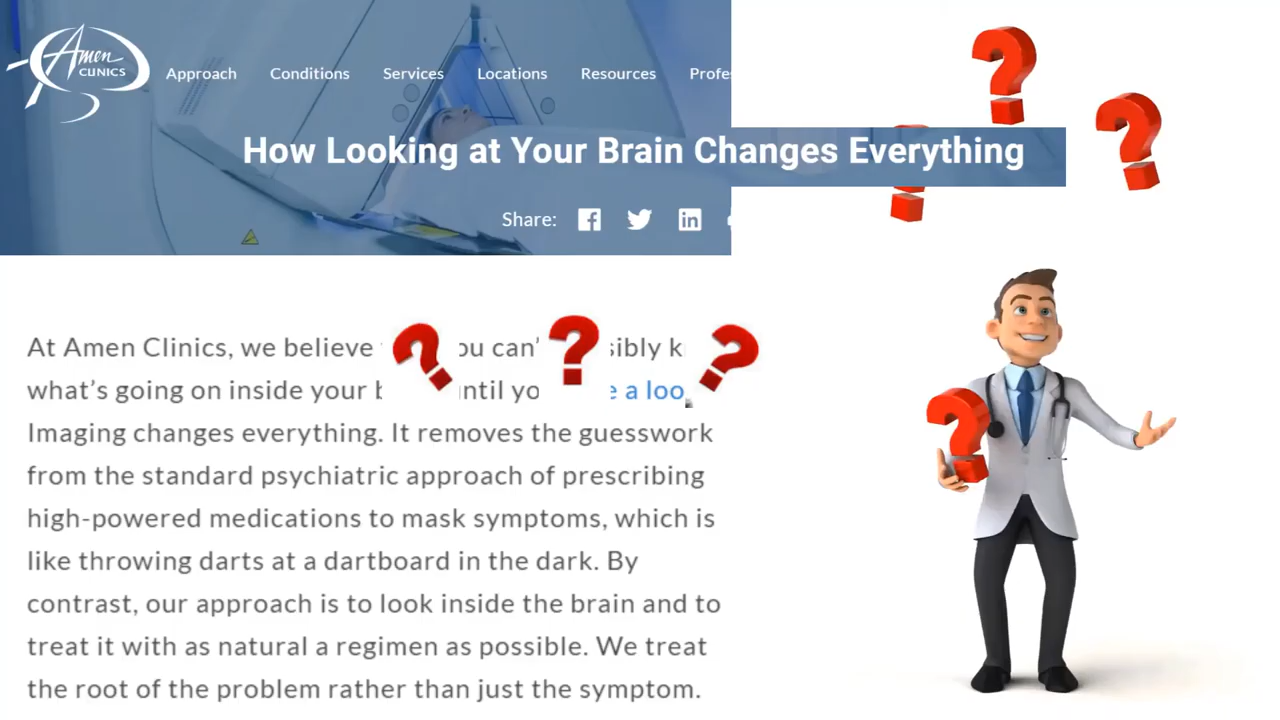 Amen
CLINICS
Approach Conditions Services Locations Resources
How Looking at Your Brain Changes Everything
Share:
At Amen Clinics, we believe can’
what’s going on inside your
Imaging changes everything. It removes the guesswork
from the standard psychiatric approach of prescribing
high-powered medications to mask symptoms, which is
like throwing darts at a dartboard in the dark. By
contrast, our approach is to look inside the brain and to
treat it with as natural a regimen as possible. We treat
the root of the problem rather than just the symptom.